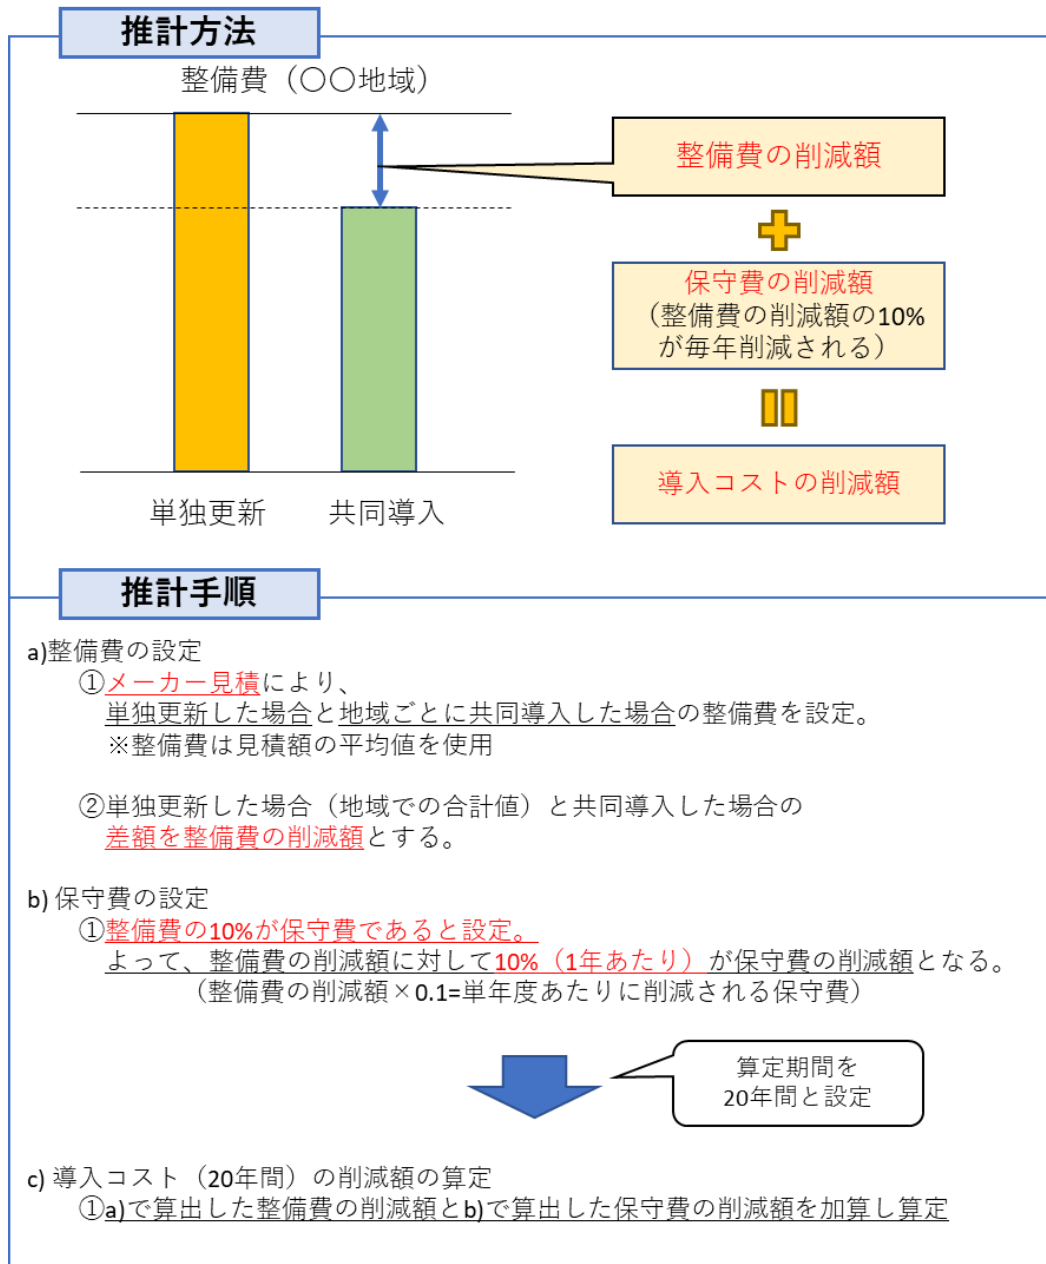 推計方法
整備費（〇〇地域）
整備費の削減額
保守費の削減額
（整備費の削減額の10%
が毎年削減される）
導入コストの削減額
単独更新
共同導入
推計手順
a)整備費の設定
①メーカー見積により、
単独更新した場合と地域ごとに共同導入した場合の整備費を設定。
※整備費は見積額の平均値を使用
②単独更新した場合（地域での合計値）と共同導入した場合の
差額を整備費の削減額とする。
b) 保守費の設定
①整備費の10%が保守費であると設定。
よって、整備費の削減額に対して10%（1年あたり）が保守費の削減額となる。
（整備費の削減額×0.1=単年度あたりに削減される保守費）
算定期間を
20年間と設定
c) 導入コスト（20年間）の削減額の算定
①a)で算出した整備費の削減額とb)で算出した保守費の削減額を加算し算定